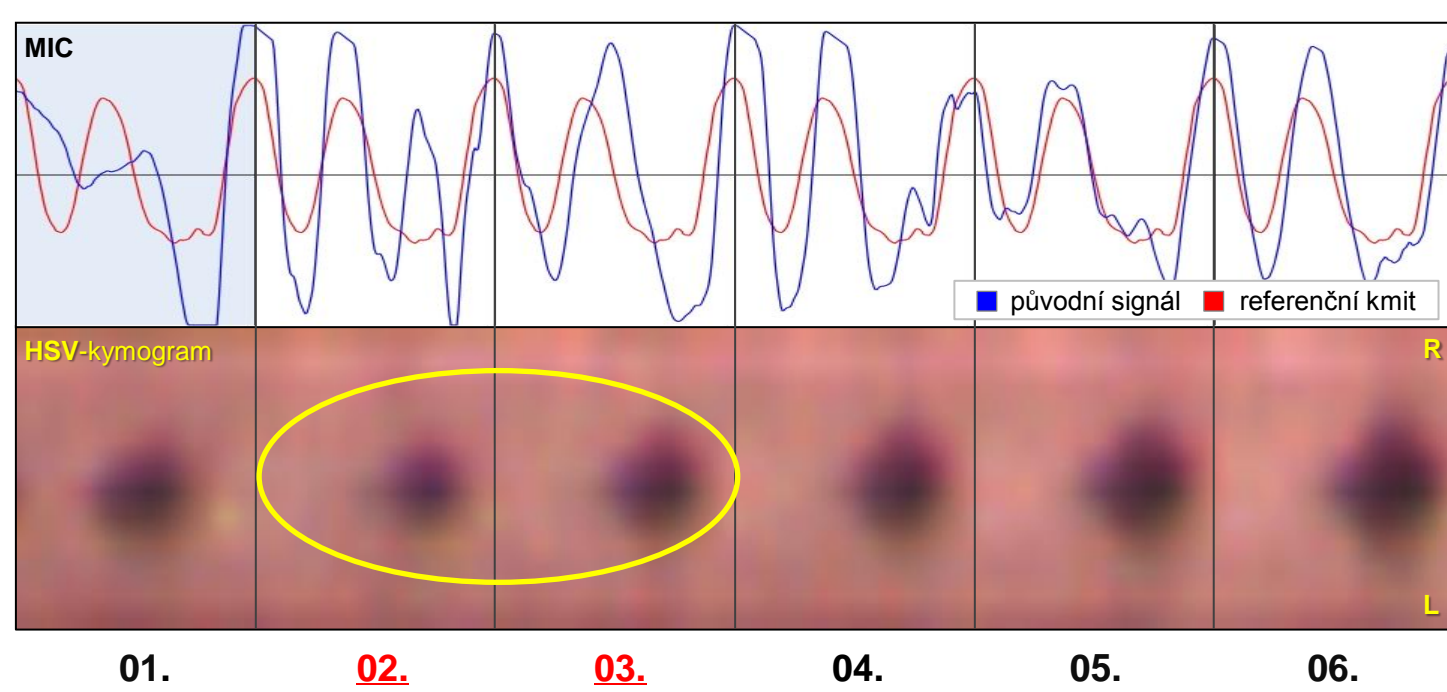 MIC
původní signál referenční kmit
HSV-kymogram
R
L
01. 02. 03. 04. 05. 06.